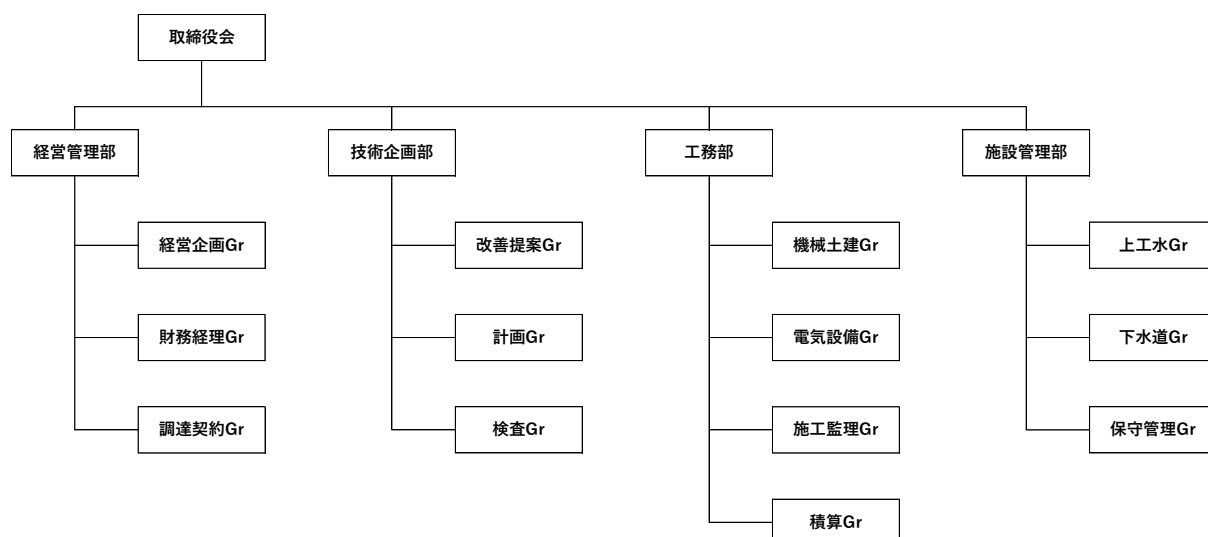 取締役会
経営管理部
技術企画部
工務部
施設管理部
経営企画Gr
改善提案Gr
機械土建Gr
上工水Gr
財務経理Gr
計画Gr
電気設備Gr
下水道Gr
調達契約Gr
検査Gr
施工監理Gr
保守管理Gr
積算Gr